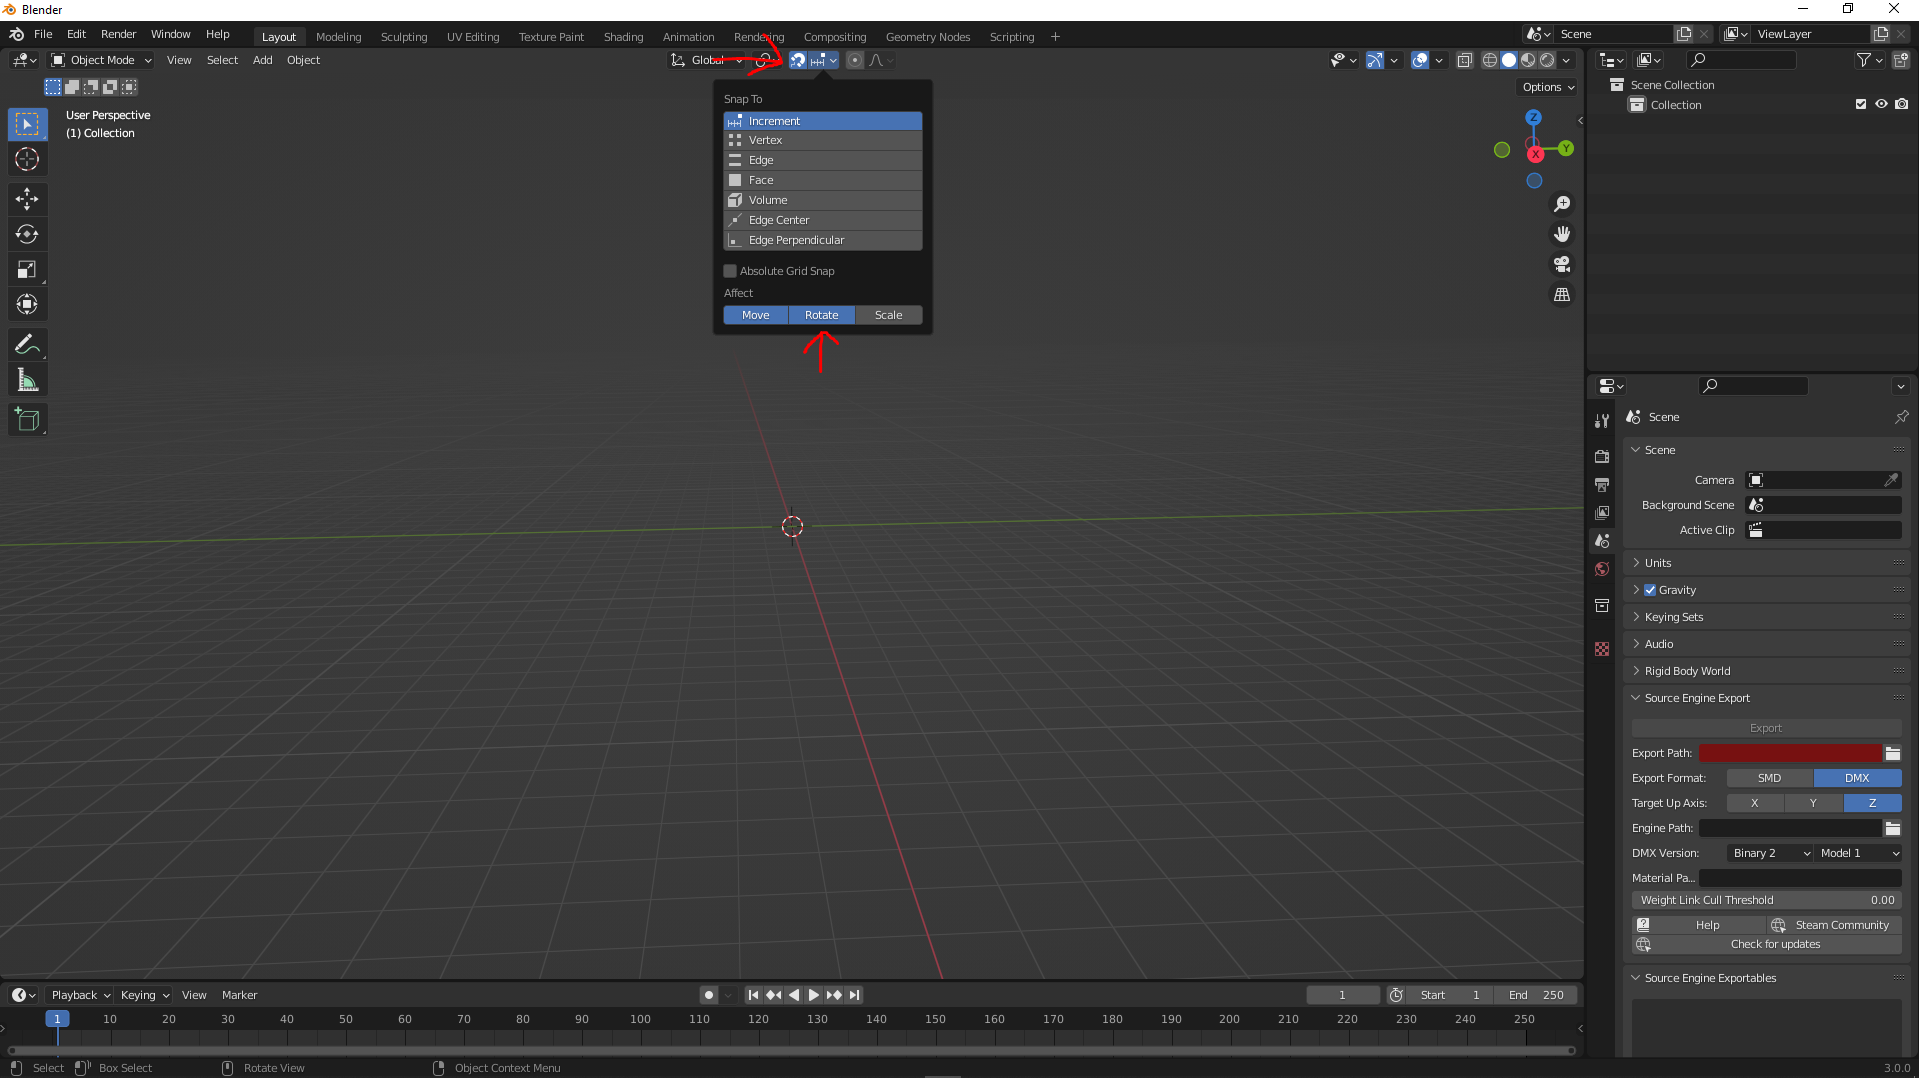 Blender
File Edit Render Window Help Layout Modeling Sculpting UV Editing Texture Paint Shading Animation Rendering Compositing Geometry Nodes Scripting Scene ViewLayer
Object Mode View Select Add Object Global
Options
User Perspective
(1) Collection
Snap To
Increment
Vertex
Edge
Face
Volume
Edge Center
Edge Perpendicular
Absolute Grid Snap
Affect
Move Rotate Scale
Z
Y
X
Scene Collection
Collection
Scene
Scene
Camera
Background Scene
Active Clip
Units
Gravity
Keying Sets
Audio
Rigid Body World
Source Engine Export
Export
Export Path:
Export Format: SMD DMX
Target Up Axis: X Y Z
Engine Path:
DMX Version: Binary 2 Model 1
Material Pa...
Weight Link Cull Threshold 0.00
Help Steam Community
Check for updates
Source Engine Exportables
Playback Keying View Marker 1 Start 1 End 250
1 10 20 30 40 50 60 70 80 90 100 110 120 130 140 150 160 170 180 190 200 210 220 230 240 250
Select Box Select Rotate View Object Context Menu 3.0.0